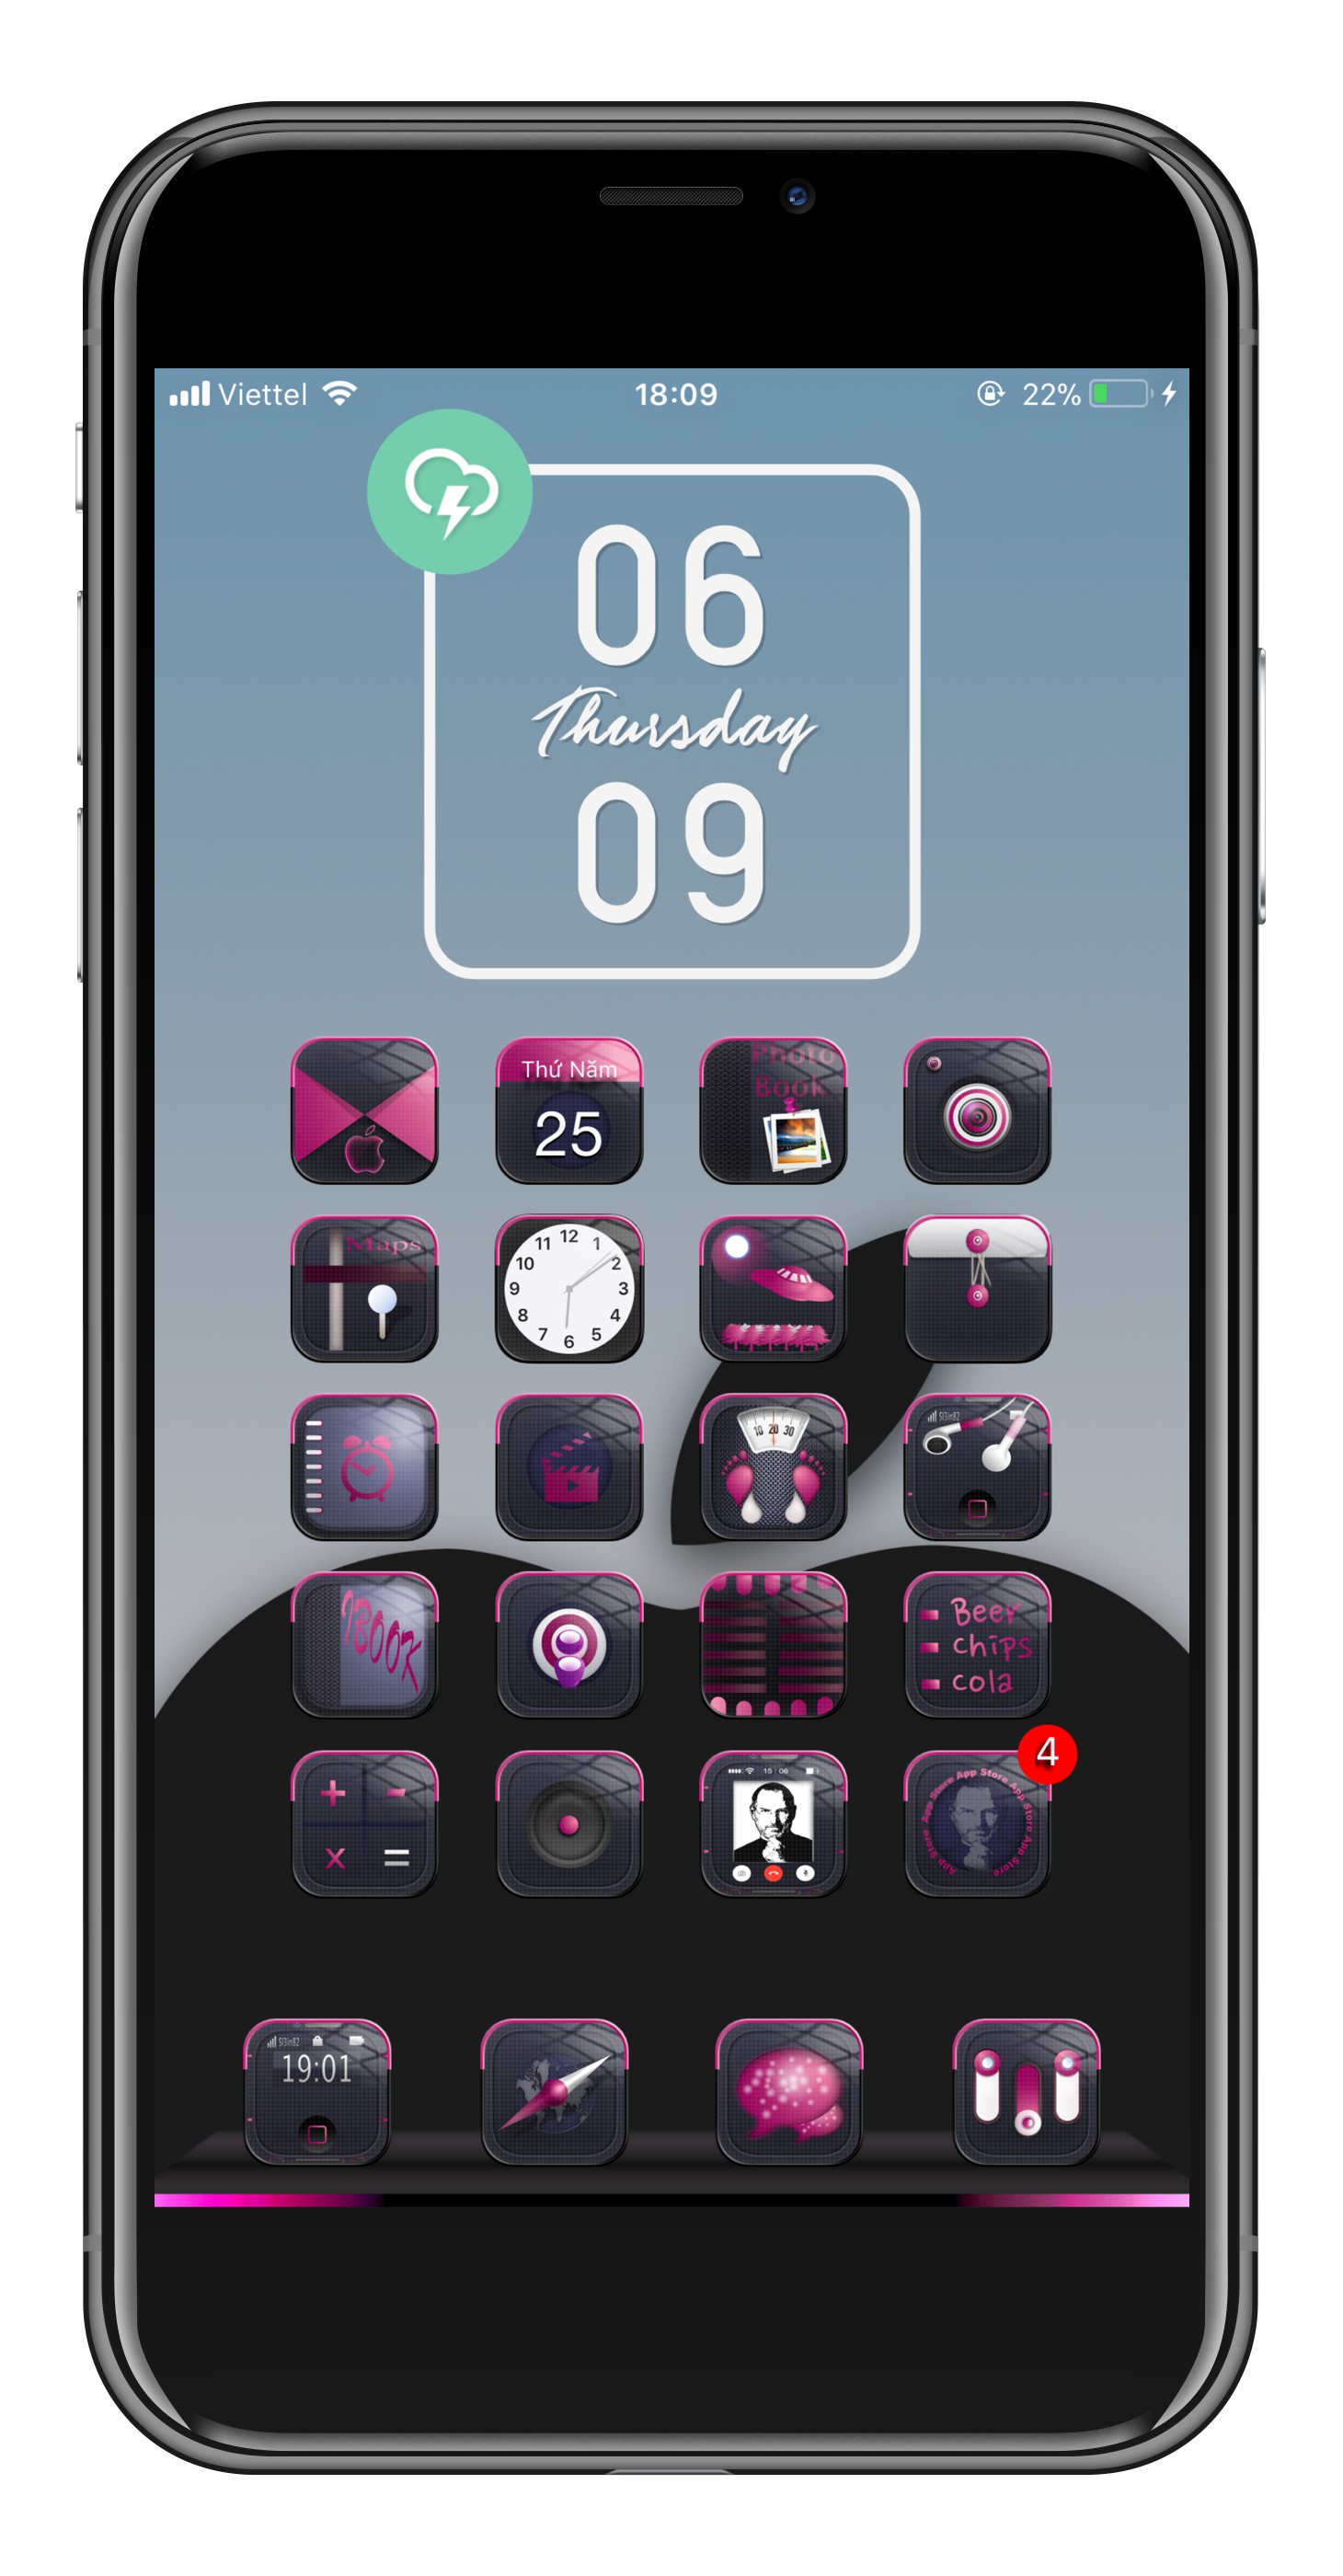 Viettel 18:09 22%
06
Thursday
09
Thứ Năm
25
Photo
Book
Maps
12
11 1
10 2
9 3
8 4
7 5
6
10 20 30
SI3in82
IBOOK
Beer
chips
cola
4
+ -
x =
15:06
App Store App Store App Store App Store
SI3in82
19:01